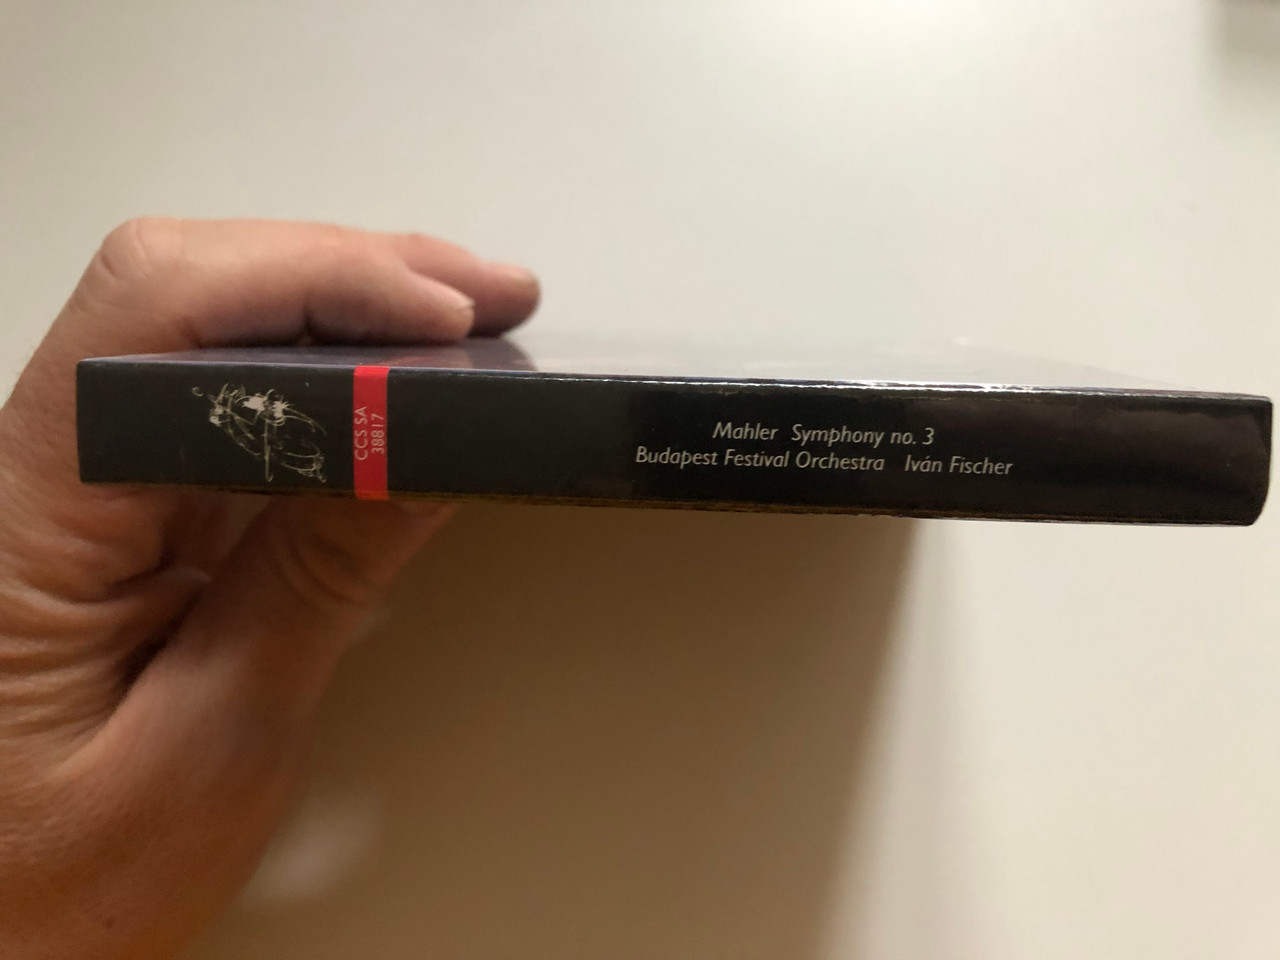 CCS SA
38817
Mahler Symphony no. 3
Budapest Festival Orchestra Iván Fischer